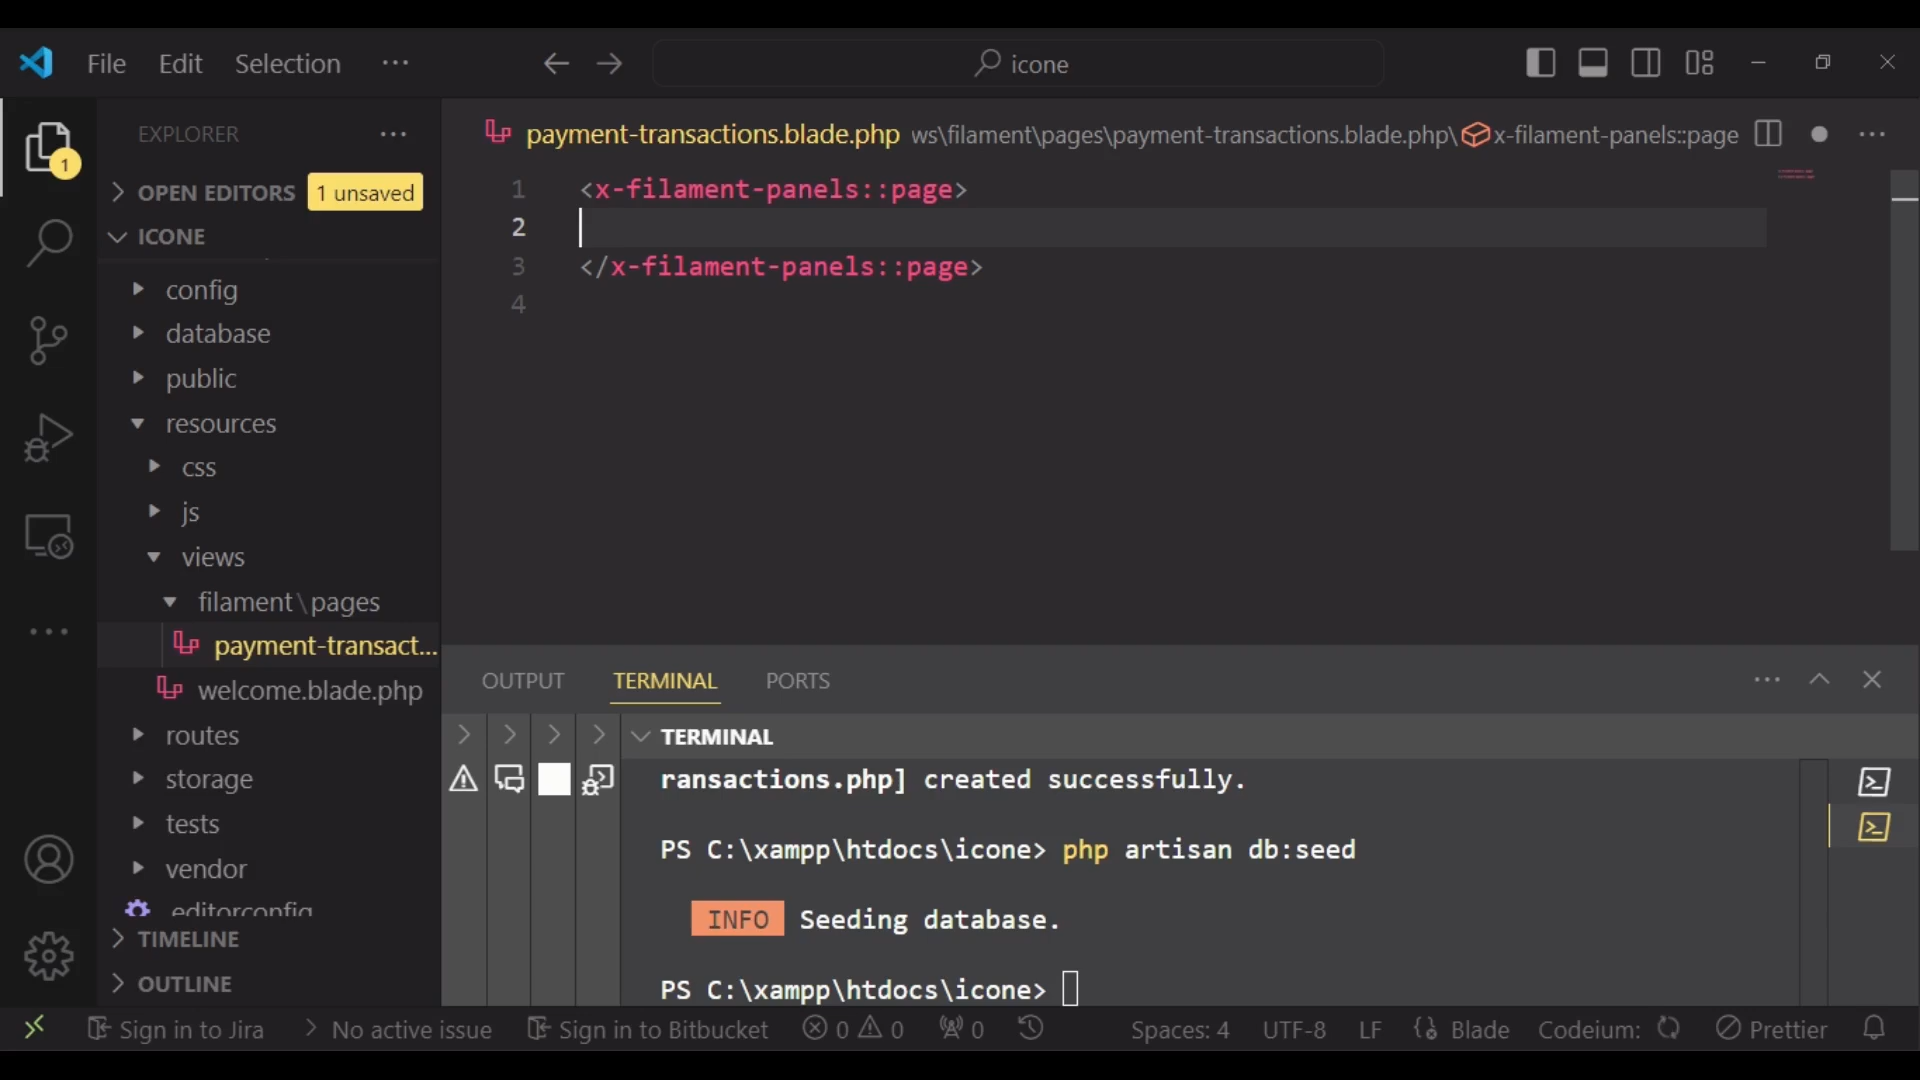 File Edit Selection ··· icone
EXPLORER ···
OPEN EDITORS 1 unsaved
ICONE
config
database
public
resources
css
js
views
filament\pages
payment-transact...
welcome.blade.php
routes
storage
tests
vendor
.editorconfig
TIMELINE
OUTLINE
1
payment-transactions.blade.php ws\filament\pages\payment-transactions.blade.php\ x-filament-panels::page
1 <x-filament-panels::page>
2
3 </x-filament-panels::page>
4
OUTPUT TERMINAL PORTS
TERMINAL
ransactions.php] created successfully.
PS C:\xampp\htdocs\icone> php artisan db:seed
INFO Seeding database.
PS C:\xampp\htdocs\icone>
Sign in to Jira No active issue Sign in to Bitbucket 0 0 0 Spaces: 4 UTF-8 LF Blade Codeium: Prettier